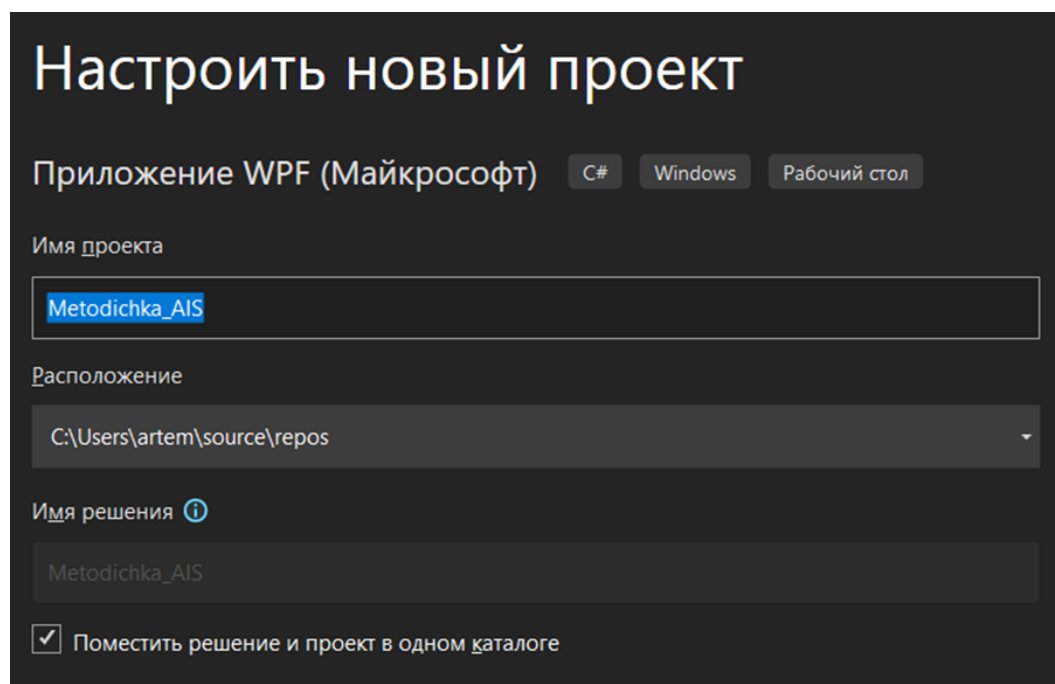 Настроить новый проект
Приложение WPF (Майкрософт) C# Windows Рабочий стол
Имя проекта
Metodichka_AIS
Расположение
C:\Users\artem\source\repos
Имя решения
Metodichka_AIS
Поместить решение и проект в одном каталоге